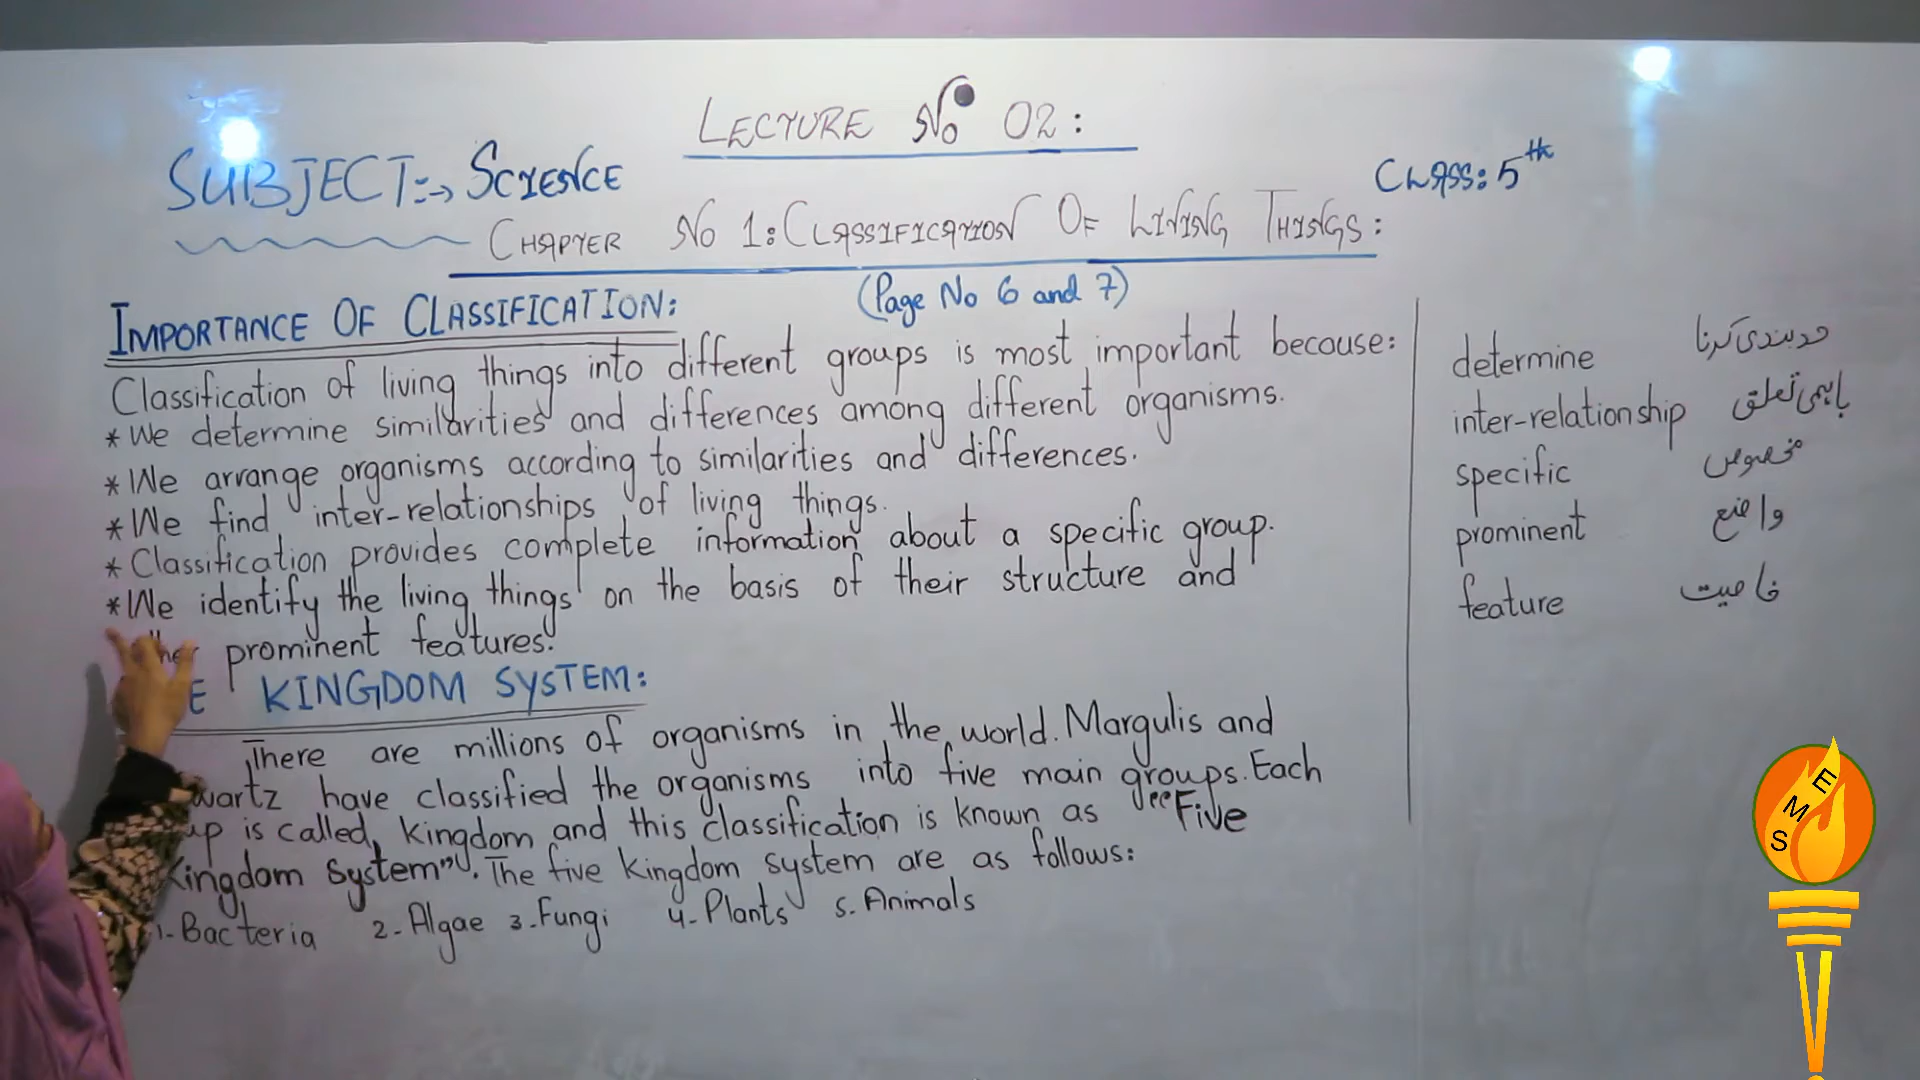 LECTURE No 02:
SUBJECT:→ SCIENCE
CLASS: 5th
CHAPTER No 1: CLASSIFICATION OF LIVING THINGS:
(Page No 6 and 7)
IMPORTANCE OF CLASSIFICATION:
Classification of living things into different groups is most important because:
* We determine similarities and differences among different organisms.
* We arrange organisms according to similarities and differences.
* We find inter-relationships of living things.
* Classification provides complete information about a specific group.
* We identify the living things on the basis of their structure and
prominent features.
KINGDOM SYSTEM:
There are millions of organisms in the world. Margulis and
wartz have classified the organisms into five main groups. Each
up is called kingdom and this classification is known as "Five
Kingdom System". The five kingdom system are as follows:
1. Bacteria 2. Algae 3. Fungi 4. Plants 5. Animals
determine حد بندی کرنا
inter-relationship باہمی تعلق
specific مخصوص
prominent واضع
feature خاصیت
E
M
S